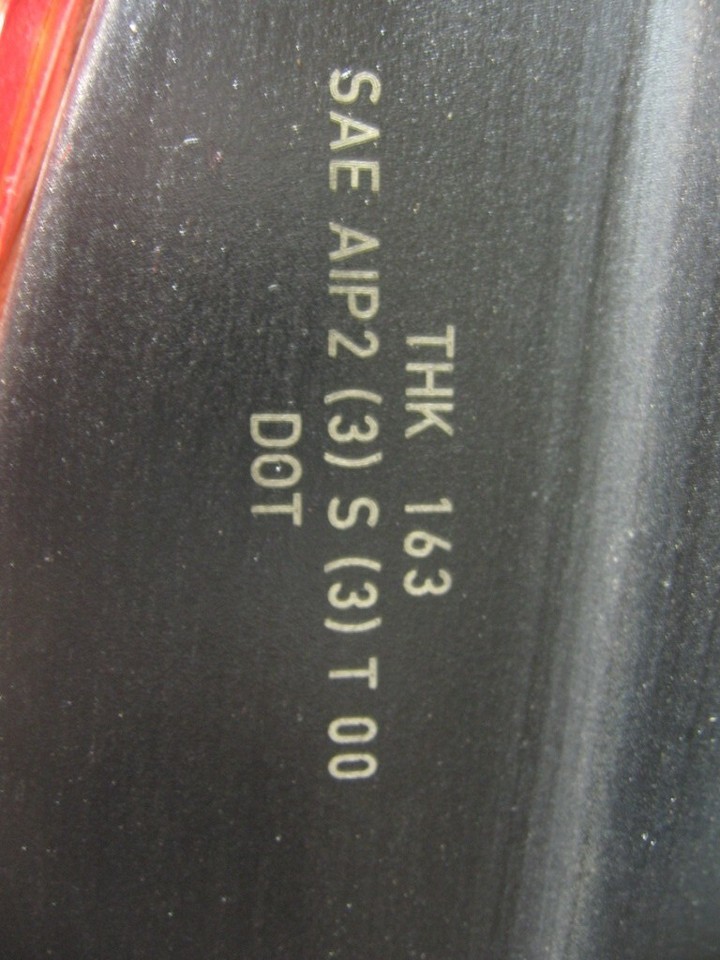 THK 163
SAE AIP2 (3) S (3) T 00
DOT